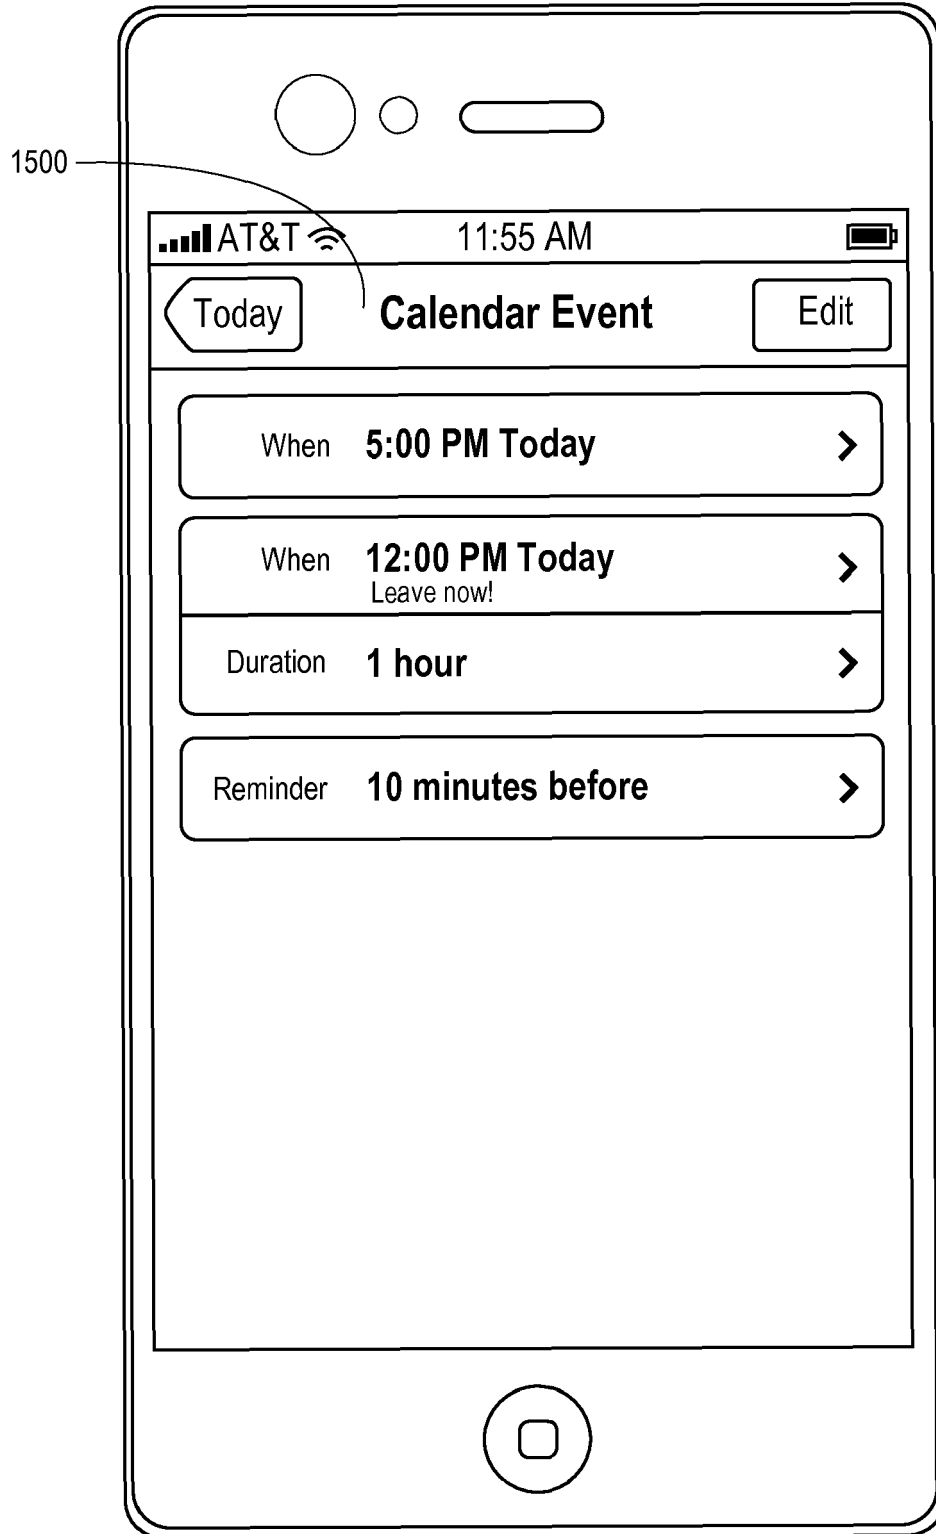 1500
AT&T 11:55 AM
Today Calendar Event Edit
When 5:00 PM Today
When 12:00 PM Today
Leave now!
Duration 1 hour
Reminder 10 minutes before